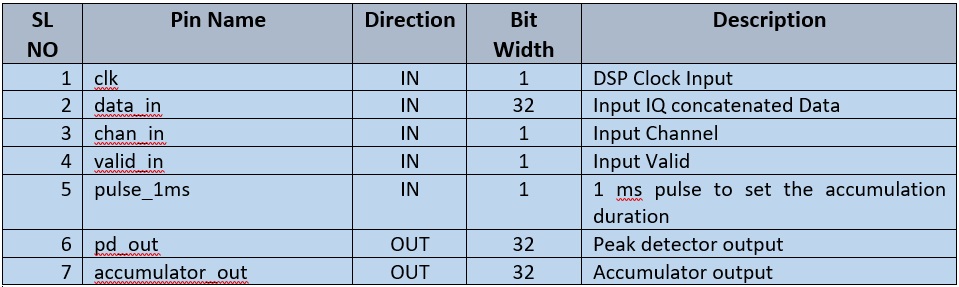 SL NO Pin Name Direction Bit Width Description
1 clk IN 1 DSP Clock Input
2 data_in IN 32 Input IQ concatenated Data
3 chan_in IN 1 Input Channel
4 valid_in IN 1 Input Valid
5 pulse_1ms IN 1 1 ms pulse to set the accumulation
duration
6 pd_out OUT 32 Peak detector output
7 accumulator_out OUT 32 Accumulator output